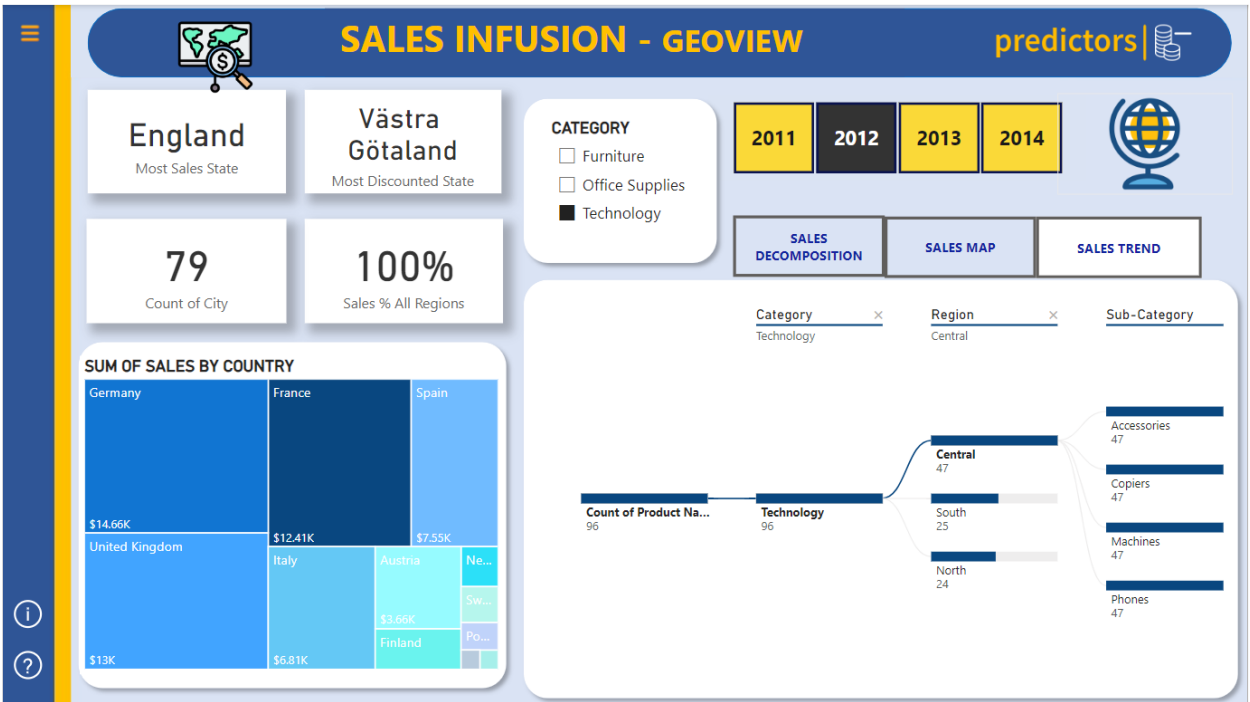 SALES INFUSION - GEOVIEW
predictors
England
Most Sales State
Västra
Götaland
Most Discounted State
79
Count of City
100%
Sales % All Regions
CATEGORY
Furniture
Office Supplies
Technology
2011
2012
2013
2014
SALES
DECOMPOSITION
SALES MAP
SALES TREND
SUM OF SALES BY COUNTRY
Germany
$14.66K
United Kingdom
$13K
France
$12.41K
Spain
$7.55K
Italy
$6.81K
Austria
$3.66K
Finland
Ne...
Sw...
Po...
Category
Technology
Region
Central
Sub-Category
Count of Product Na...
96
Technology
96
Central
47
South
25
North
24
Accessories
47
Copiers
47
Machines
47
Phones
47